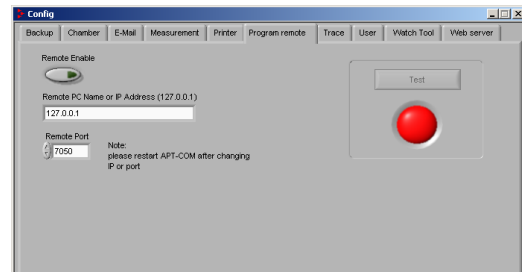 Config
Backup Chamber E-Mail Measurement Printer Program remote Trace User Watch Tool Web server
Remote Enable
Test
Remote PC Name or IP Address (127.0.0.1)
127.0.0.1
Remote Port
7050
Note:
please restart APT-COM after changing
IP or port